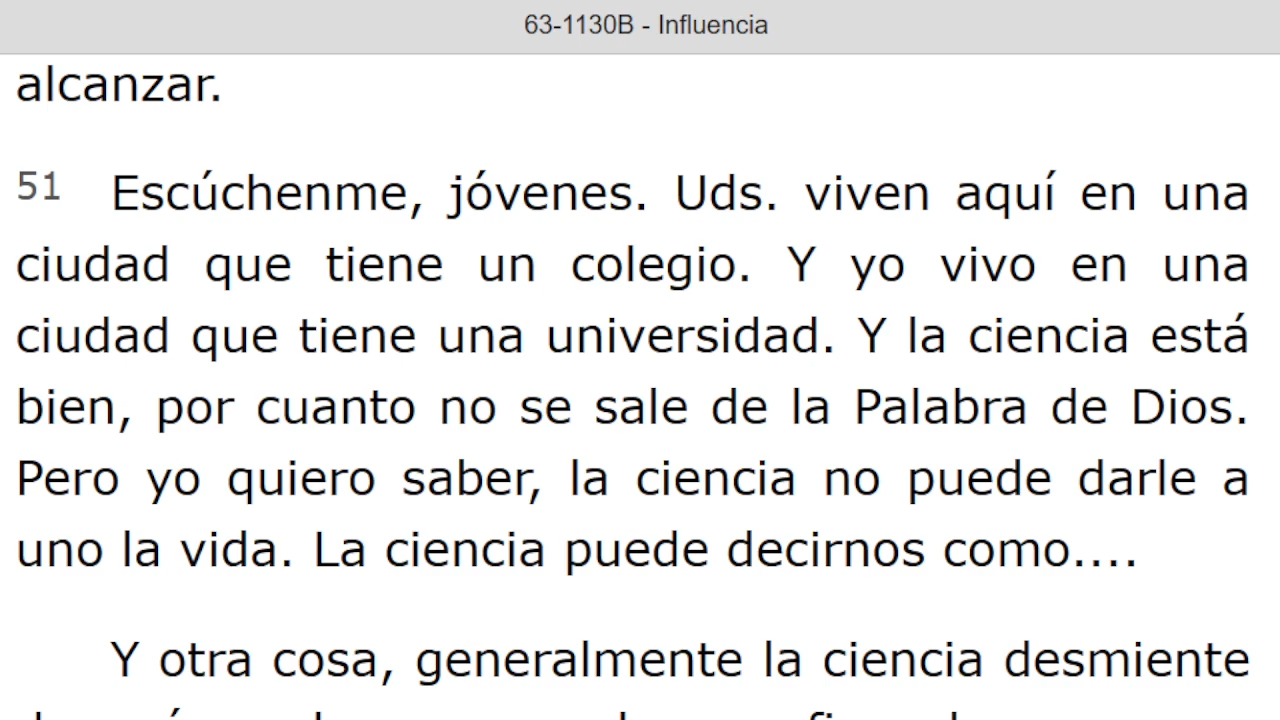 63-1130B - Influencia
alcanzar.
51 Escúchenme, jóvenes. Uds. viven aquí en una
ciudad que tiene un colegio. Y yo vivo en una
ciudad que tiene una universidad. Y la ciencia está
bien, por cuanto no se sale de la Palabra de Dios.
Pero yo quiero saber, la ciencia no puede darle a
uno la vida. La ciencia puede decirnos como....
Y otra cosa, generalmente la ciencia desmiente